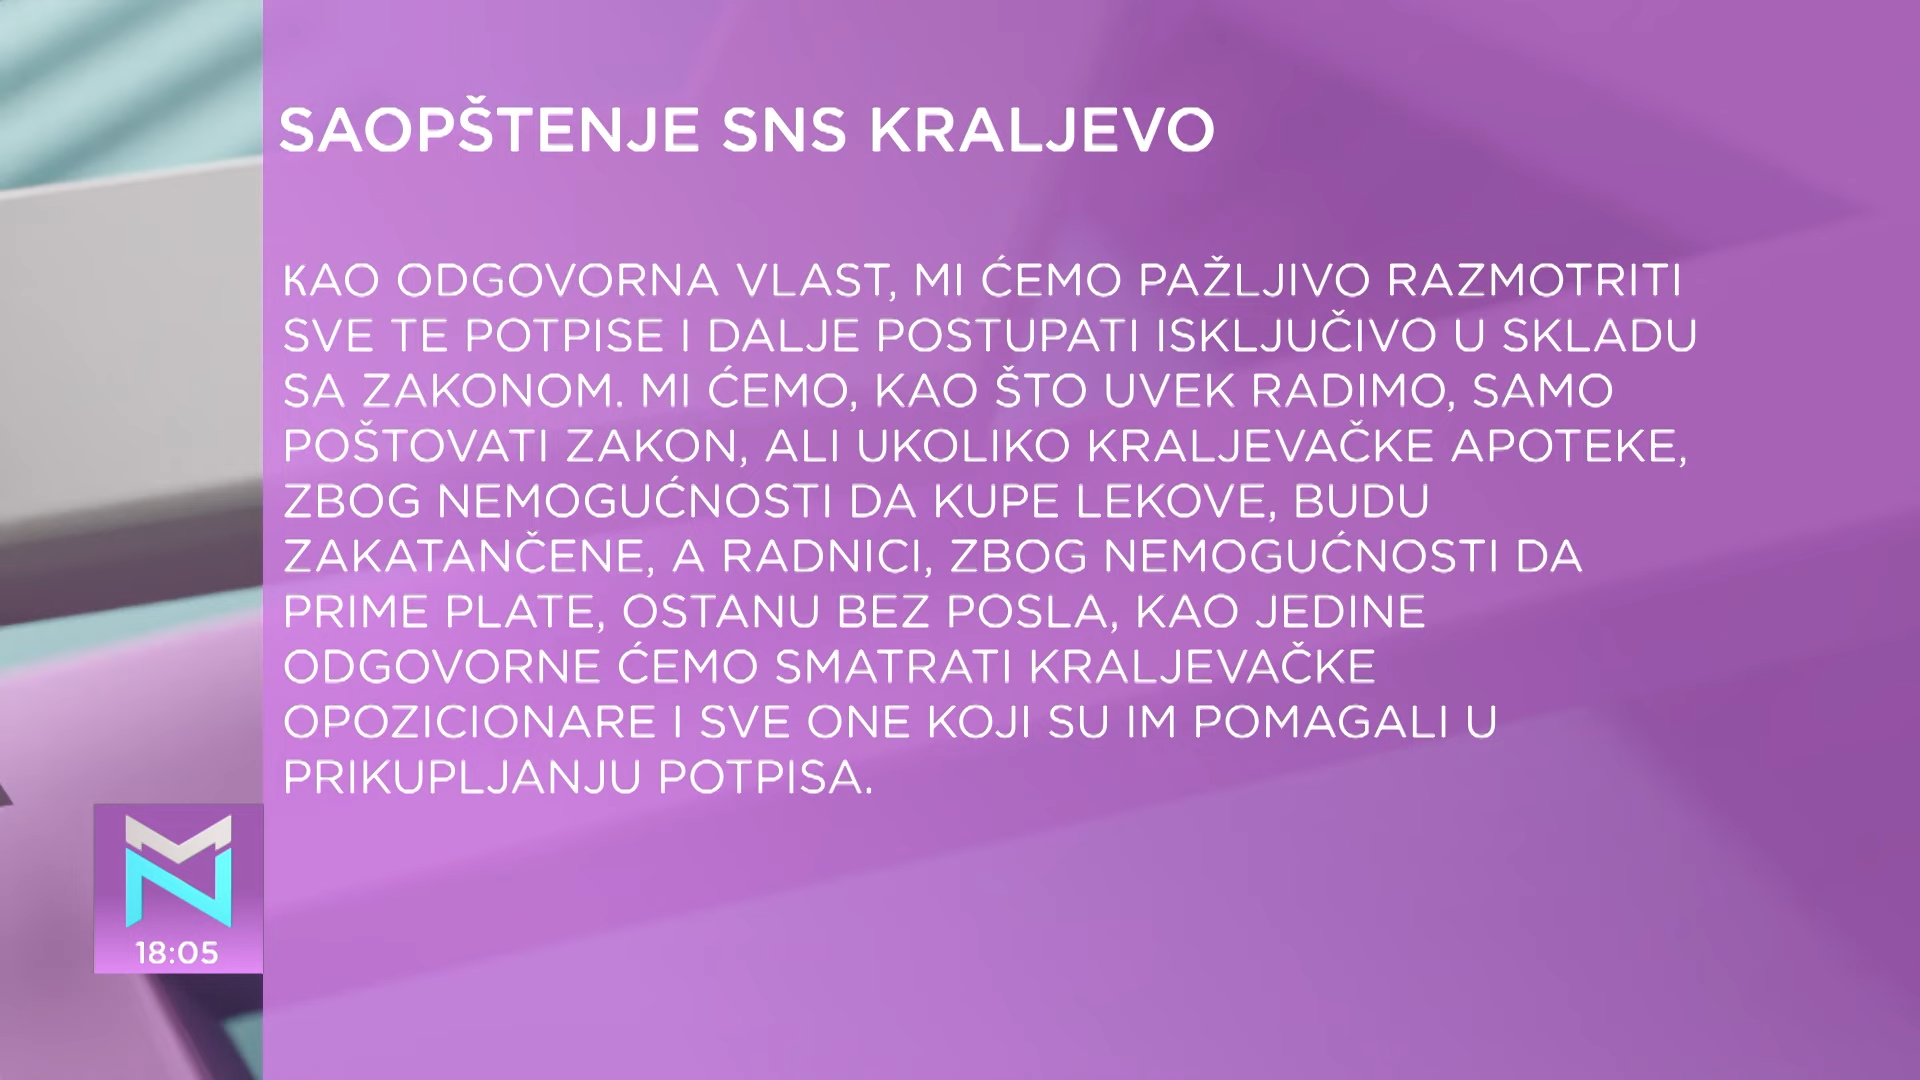 SAOPŠTENJE SNS KRALJEVO
KAO ODGOVORNA VLAST, MI ĆEMO PAŽLJIVO RAZMOTRITI
SVE TE POTPISE I DALJE POSTUPATI ISKLJUČIVO U SKLADU
SA ZAKONOM. MI ĆEMO, KAO ŠTO UVEK RADIMO, SAMO
POŠTOVATI ZAKON, ALI UKOLIKO KRALJEVAČKE APOTEKE,
ZBOG NEMOGUĆNOSTI DA KUPE LEKOVE, BUDU
ZAKATANČENE, A RADNICI, ZBOG NEMOGUĆNOSTI DA
PRIME PLATE, OSTANU BEZ POSLA, KAO JEDINE
ODGOVORNE ĆEMO SMATRATI KRALJEVAČKE
OPOZICIONARE I SVE ONE KOJI SU IM POMAGALI U
PRIKUPLJANJU POTPISA.
MN
18:05